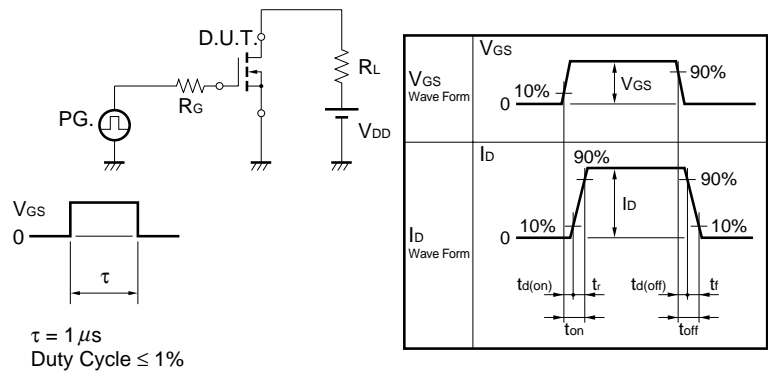 D.U.T.
RL
RG
PG.
VDD
VGS
0
τ
τ = 1 μs
Duty Cycle ≤ 1%
VGS
Wave Form
VGS
10%
0
VGS
90%
ID
Wave Form
ID
90%
90%
ID
10%
10%
0
td(on)
tr
td(off)
tf
ton
toff